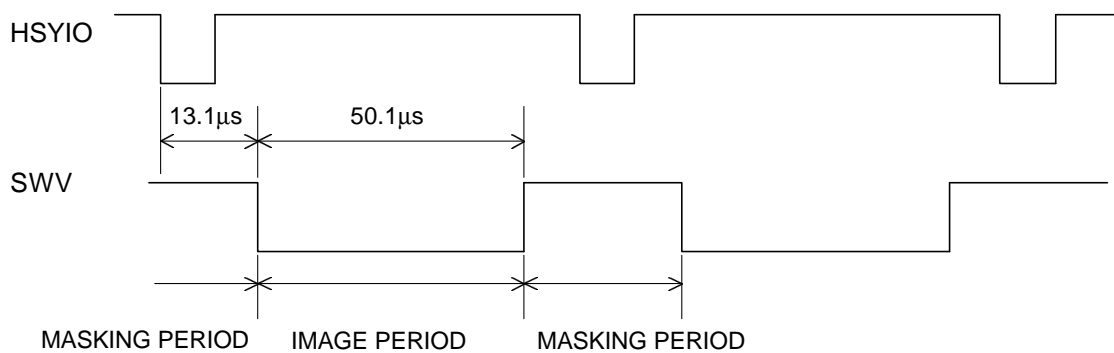 HSYIO
13.1μs
50.1μs
SWV
MASKING PERIOD
IMAGE PERIOD
MASKING PERIOD